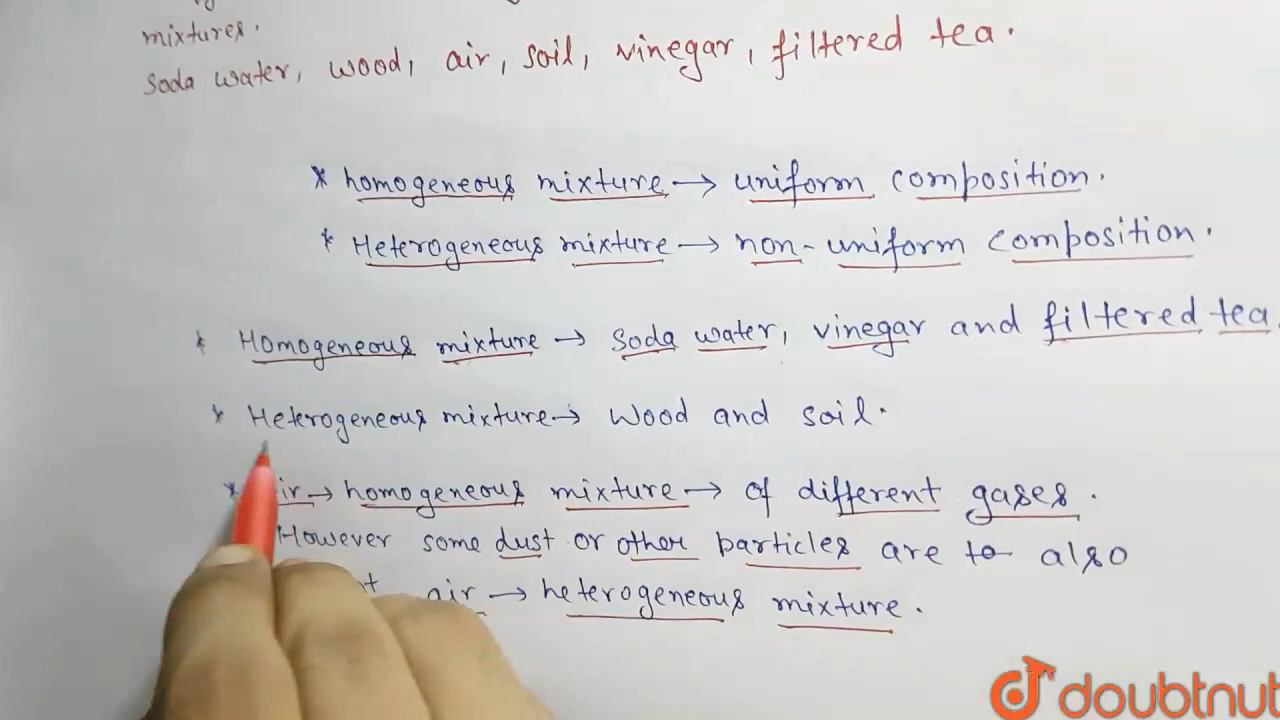 mixtures.
Soda water, wood, air, soil, vinegar, filtered tea.
* homogeneous mixture → uniform composition.
* Heterogeneous mixture → non-uniform composition.
* Homogeneous mixture → Soda water, vinegar and filtered tea
* Heterogeneous mixture → Wood and soil.
* → homogeneous mixture → of different gases.
However some dust or other particles are to also
air → heterogeneous mixture.
doubtnut